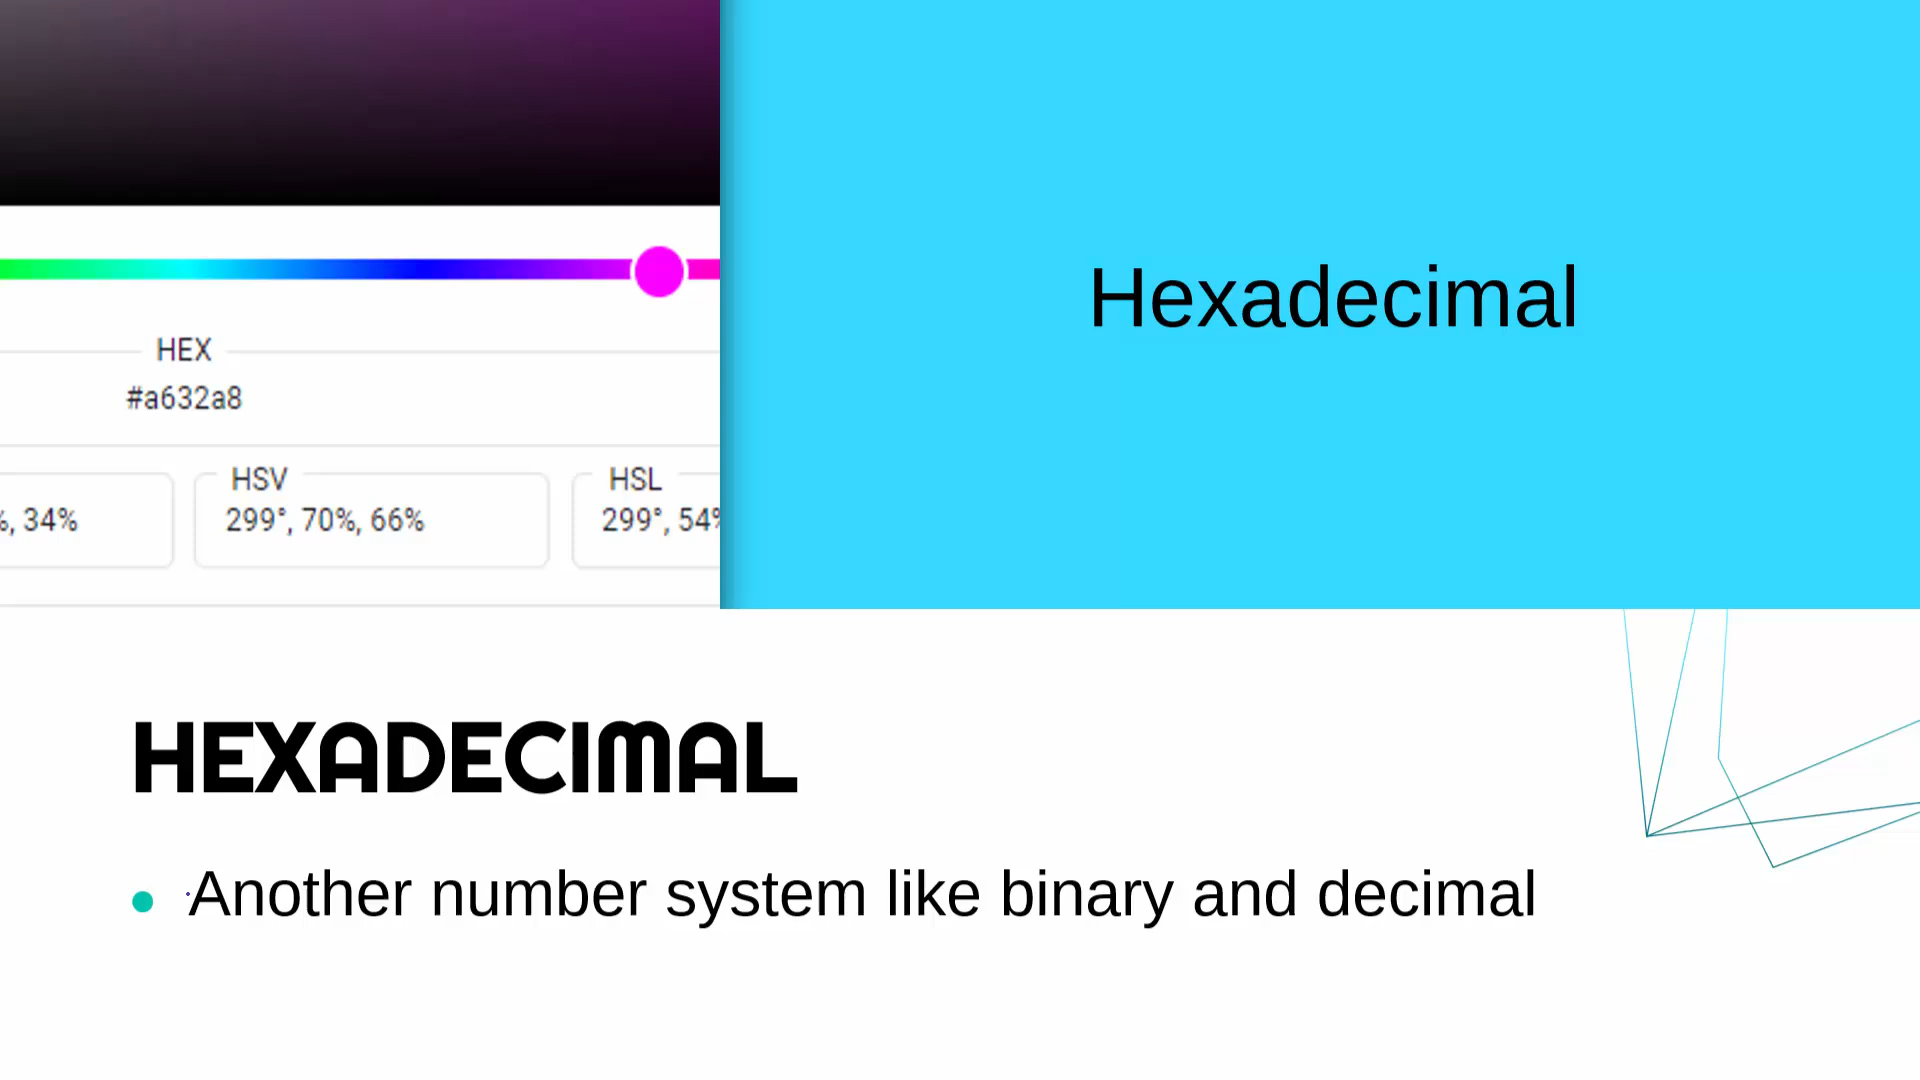 Hexadecimal
HEX
#a632a8
HSV
HSL
%, 34%
299°, 70%, 66%
299°, 54%
HEXADECIMAL
Another number system like binary and decimal